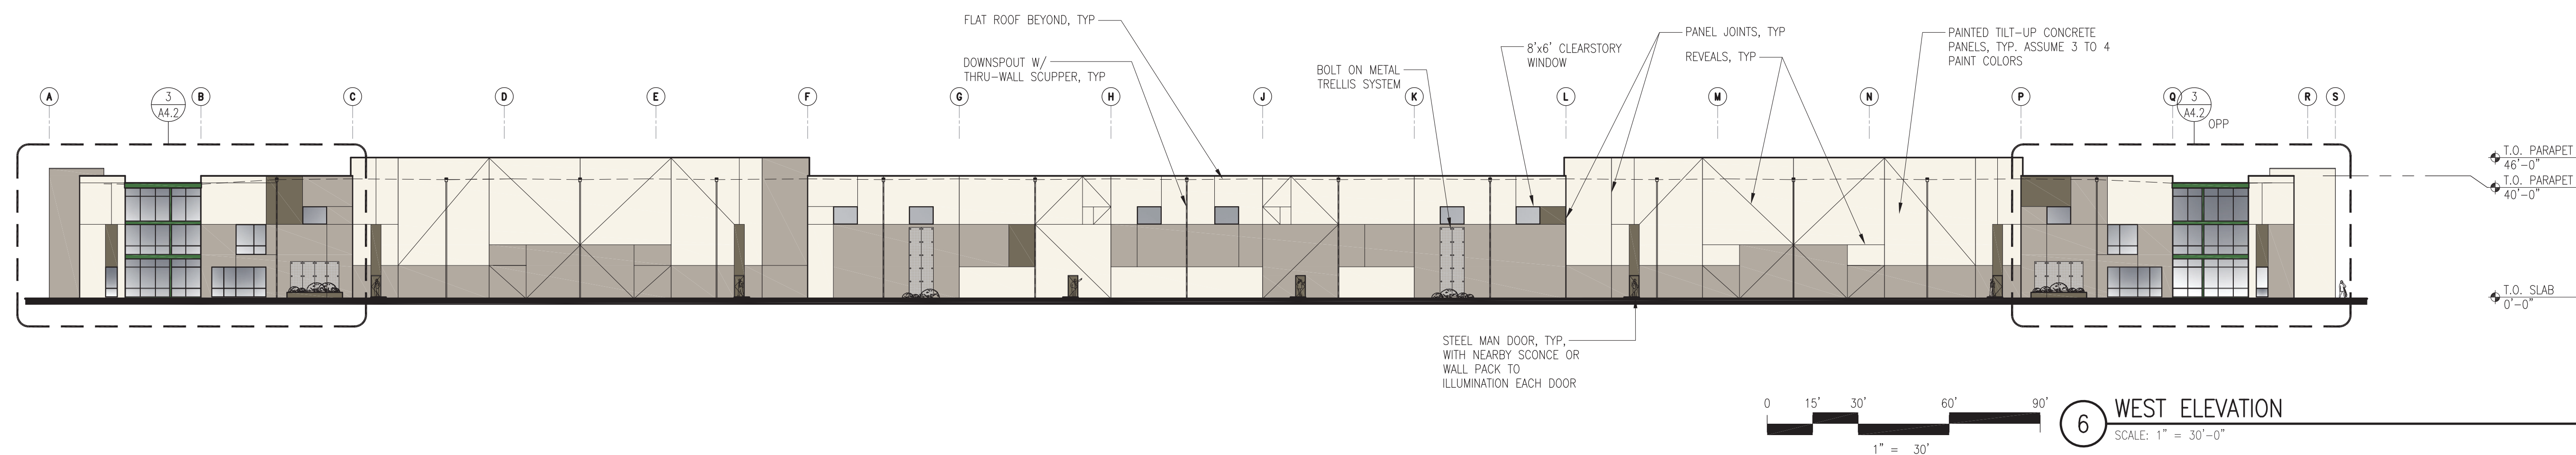 FLAT ROOF BEYOND, TYP
DOWNSPOUT W/
THRU-WALL SCUPPER, TYP
BOLT ON METAL
TRELLIS SYSTEM
8'x6' CLEARSTORY
WINDOW
PANEL JOINTS, TYP
REVEALS, TYP
PAINTED TILT-UP CONCRETE
PANELS, TYP. ASSUME 3 TO 4
PAINT COLORS
A
3
A4.2
B
C
D
E
F
G
H
J
K
L
M
N
P
Q
3
A4.2
OPP
R
S
T.O. PARAPET
46'-0"
T.O. PARAPET
40'-0"
T.O. SLAB
0'-0"
STEEL MAN DOOR, TYP,
WITH NEARBY SCONCE OR
WALL PACK TO
ILLUMINATION EACH DOOR
0 15' 30' 60' 90'
1" = 30'
6
WEST ELEVATION
SCALE: 1" = 30'-0"